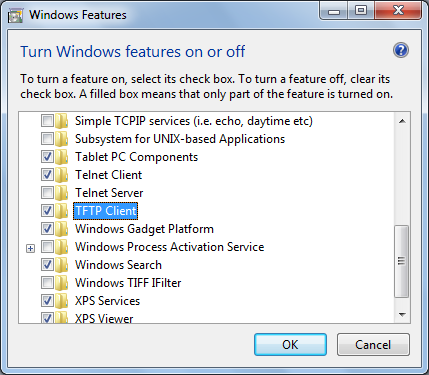 Windows Features
Turn Windows features on or off
To turn a feature on, select its check box. To turn a feature off, clear its
check box. A filled box means that only part of the feature is turned on.
Simple TCPIP services (i.e. echo, daytime etc)
Subsystem for UNIX-based Applications
Tablet PC Components
Telnet Client
Telnet Server
TFTP Client
Windows Gadget Platform
Windows Process Activation Service
Windows Search
Windows TIFF IFilter
XPS Services
XPS Viewer
OK
Cancel